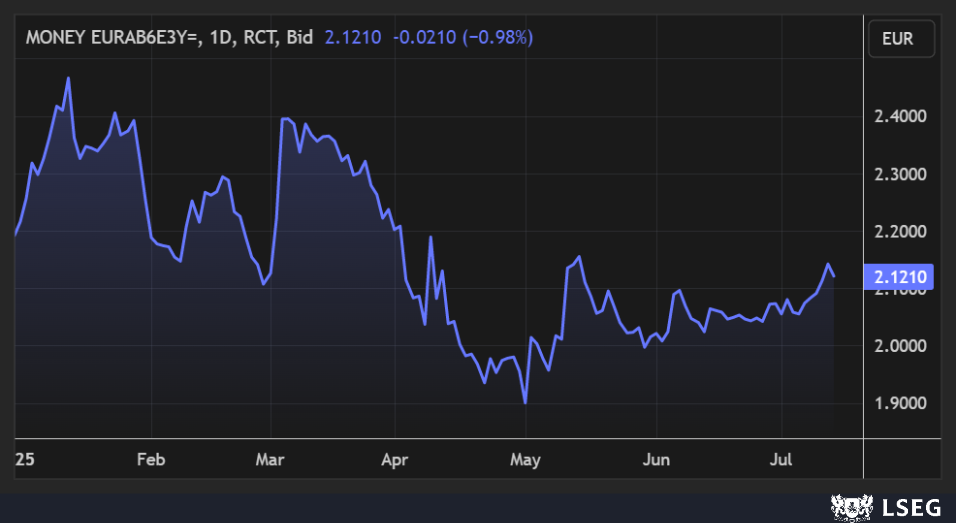 MONEY EURAB6E3Y=, 1D, RCT, Bid 2.1210 -0.0210 (−0.98%)
EUR
2.4000
2.3000
2.2000
2.1210
2.1000
2.0000
1.9000
25 Feb Mar Apr May Jun Jul
LSEG